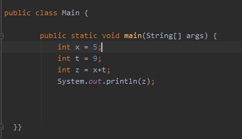 public class Main {
public static void main(String[] args) {
int x = 5;
int t = 9;
int z = x+t;
System.out.println(z);
}}